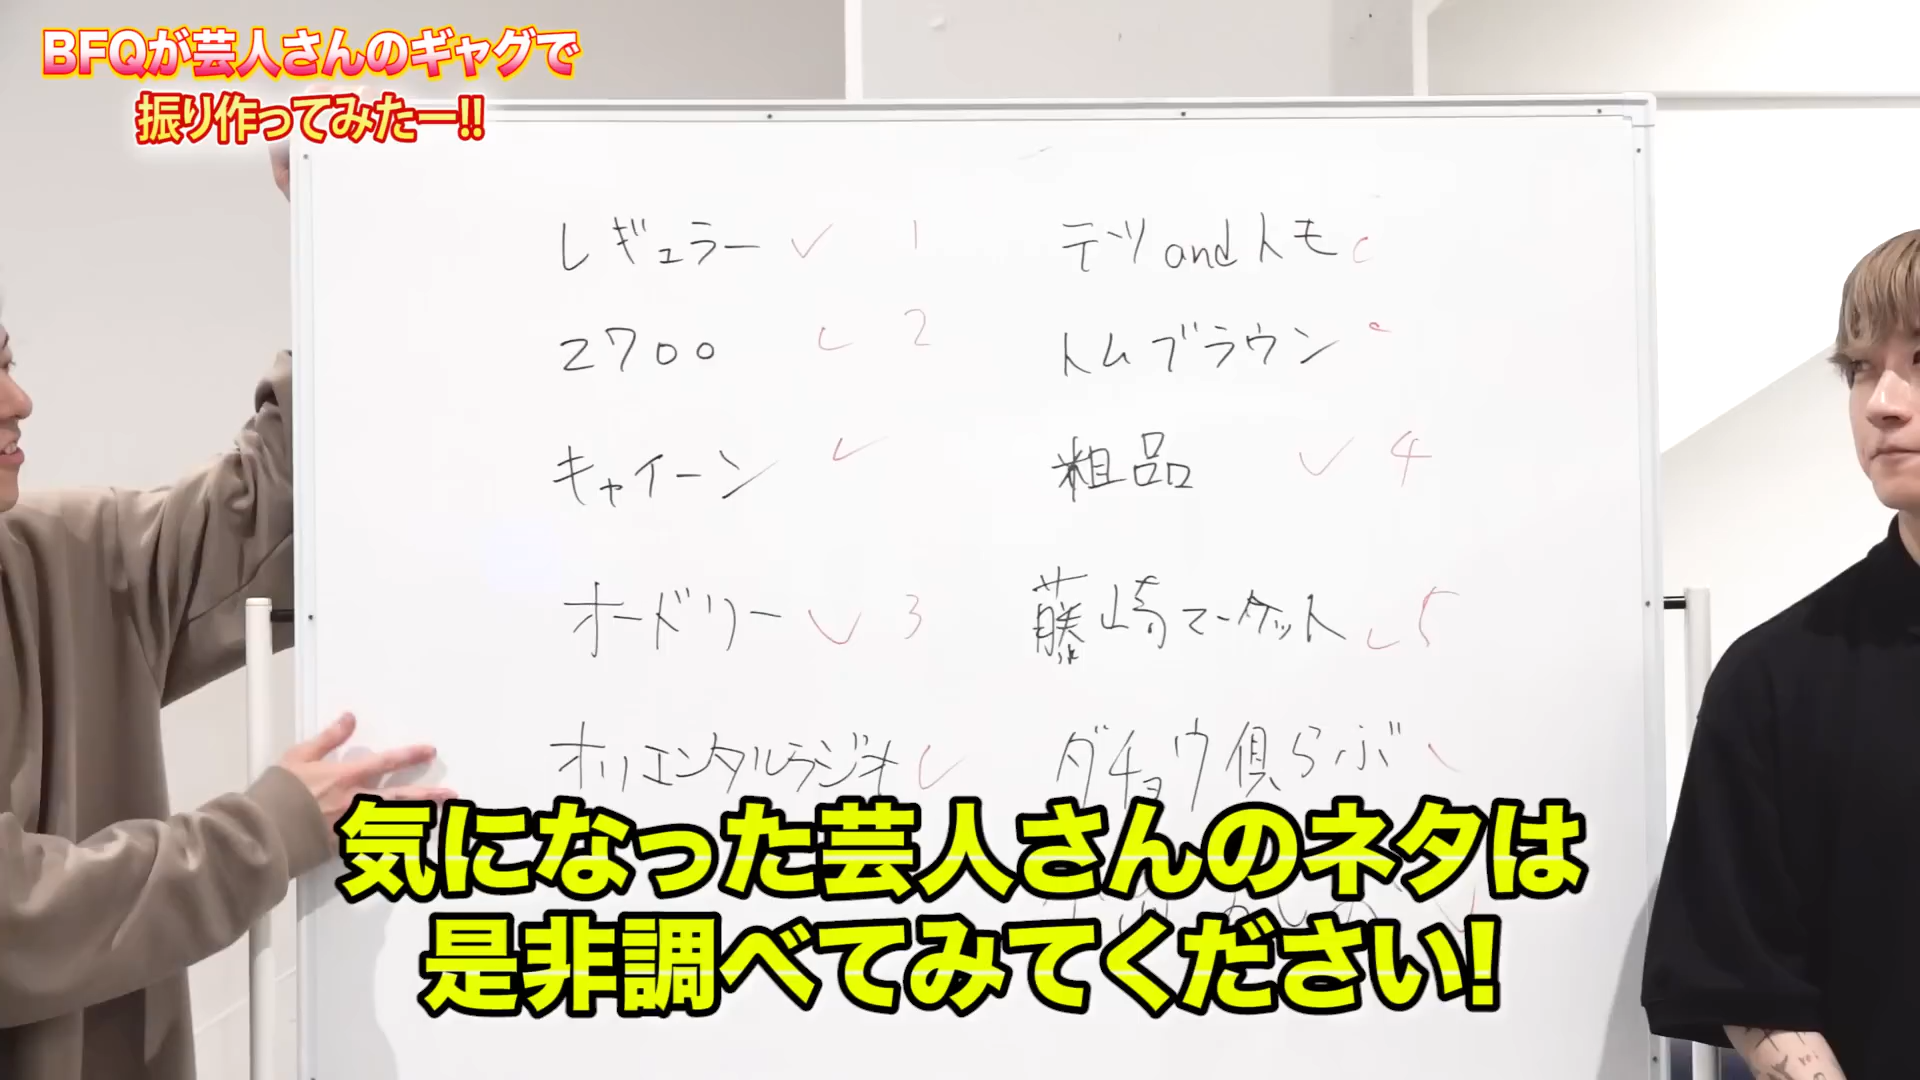 BFQが芸人さんのギャグで
振り作ってみたー!!
レギュラー ✓ 1
2700 ✓ 2
キャイーン ✓
オードリー ✓ 3
オリエンタルラジオ ✓
テツandトモ
トムブラウン
粗品 ✓ 4
藤崎マーケット ✓ 5
ダチョウ倶らぶ
気になった芸人さんのネタは
是非調べてみてください!